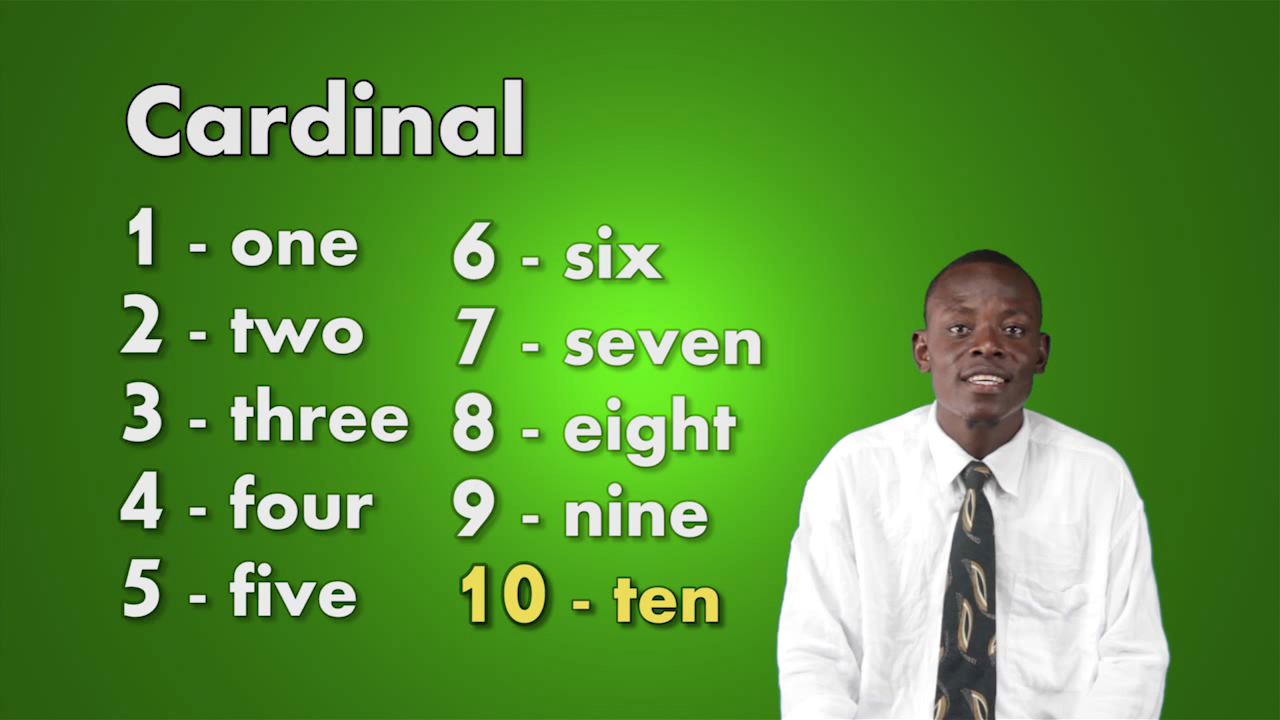 Cardinal
1 - one
2 - two
3 - three
4 - four
5 - five
6 - six
7 - seven
8 - eight
9 - nine
10 - ten